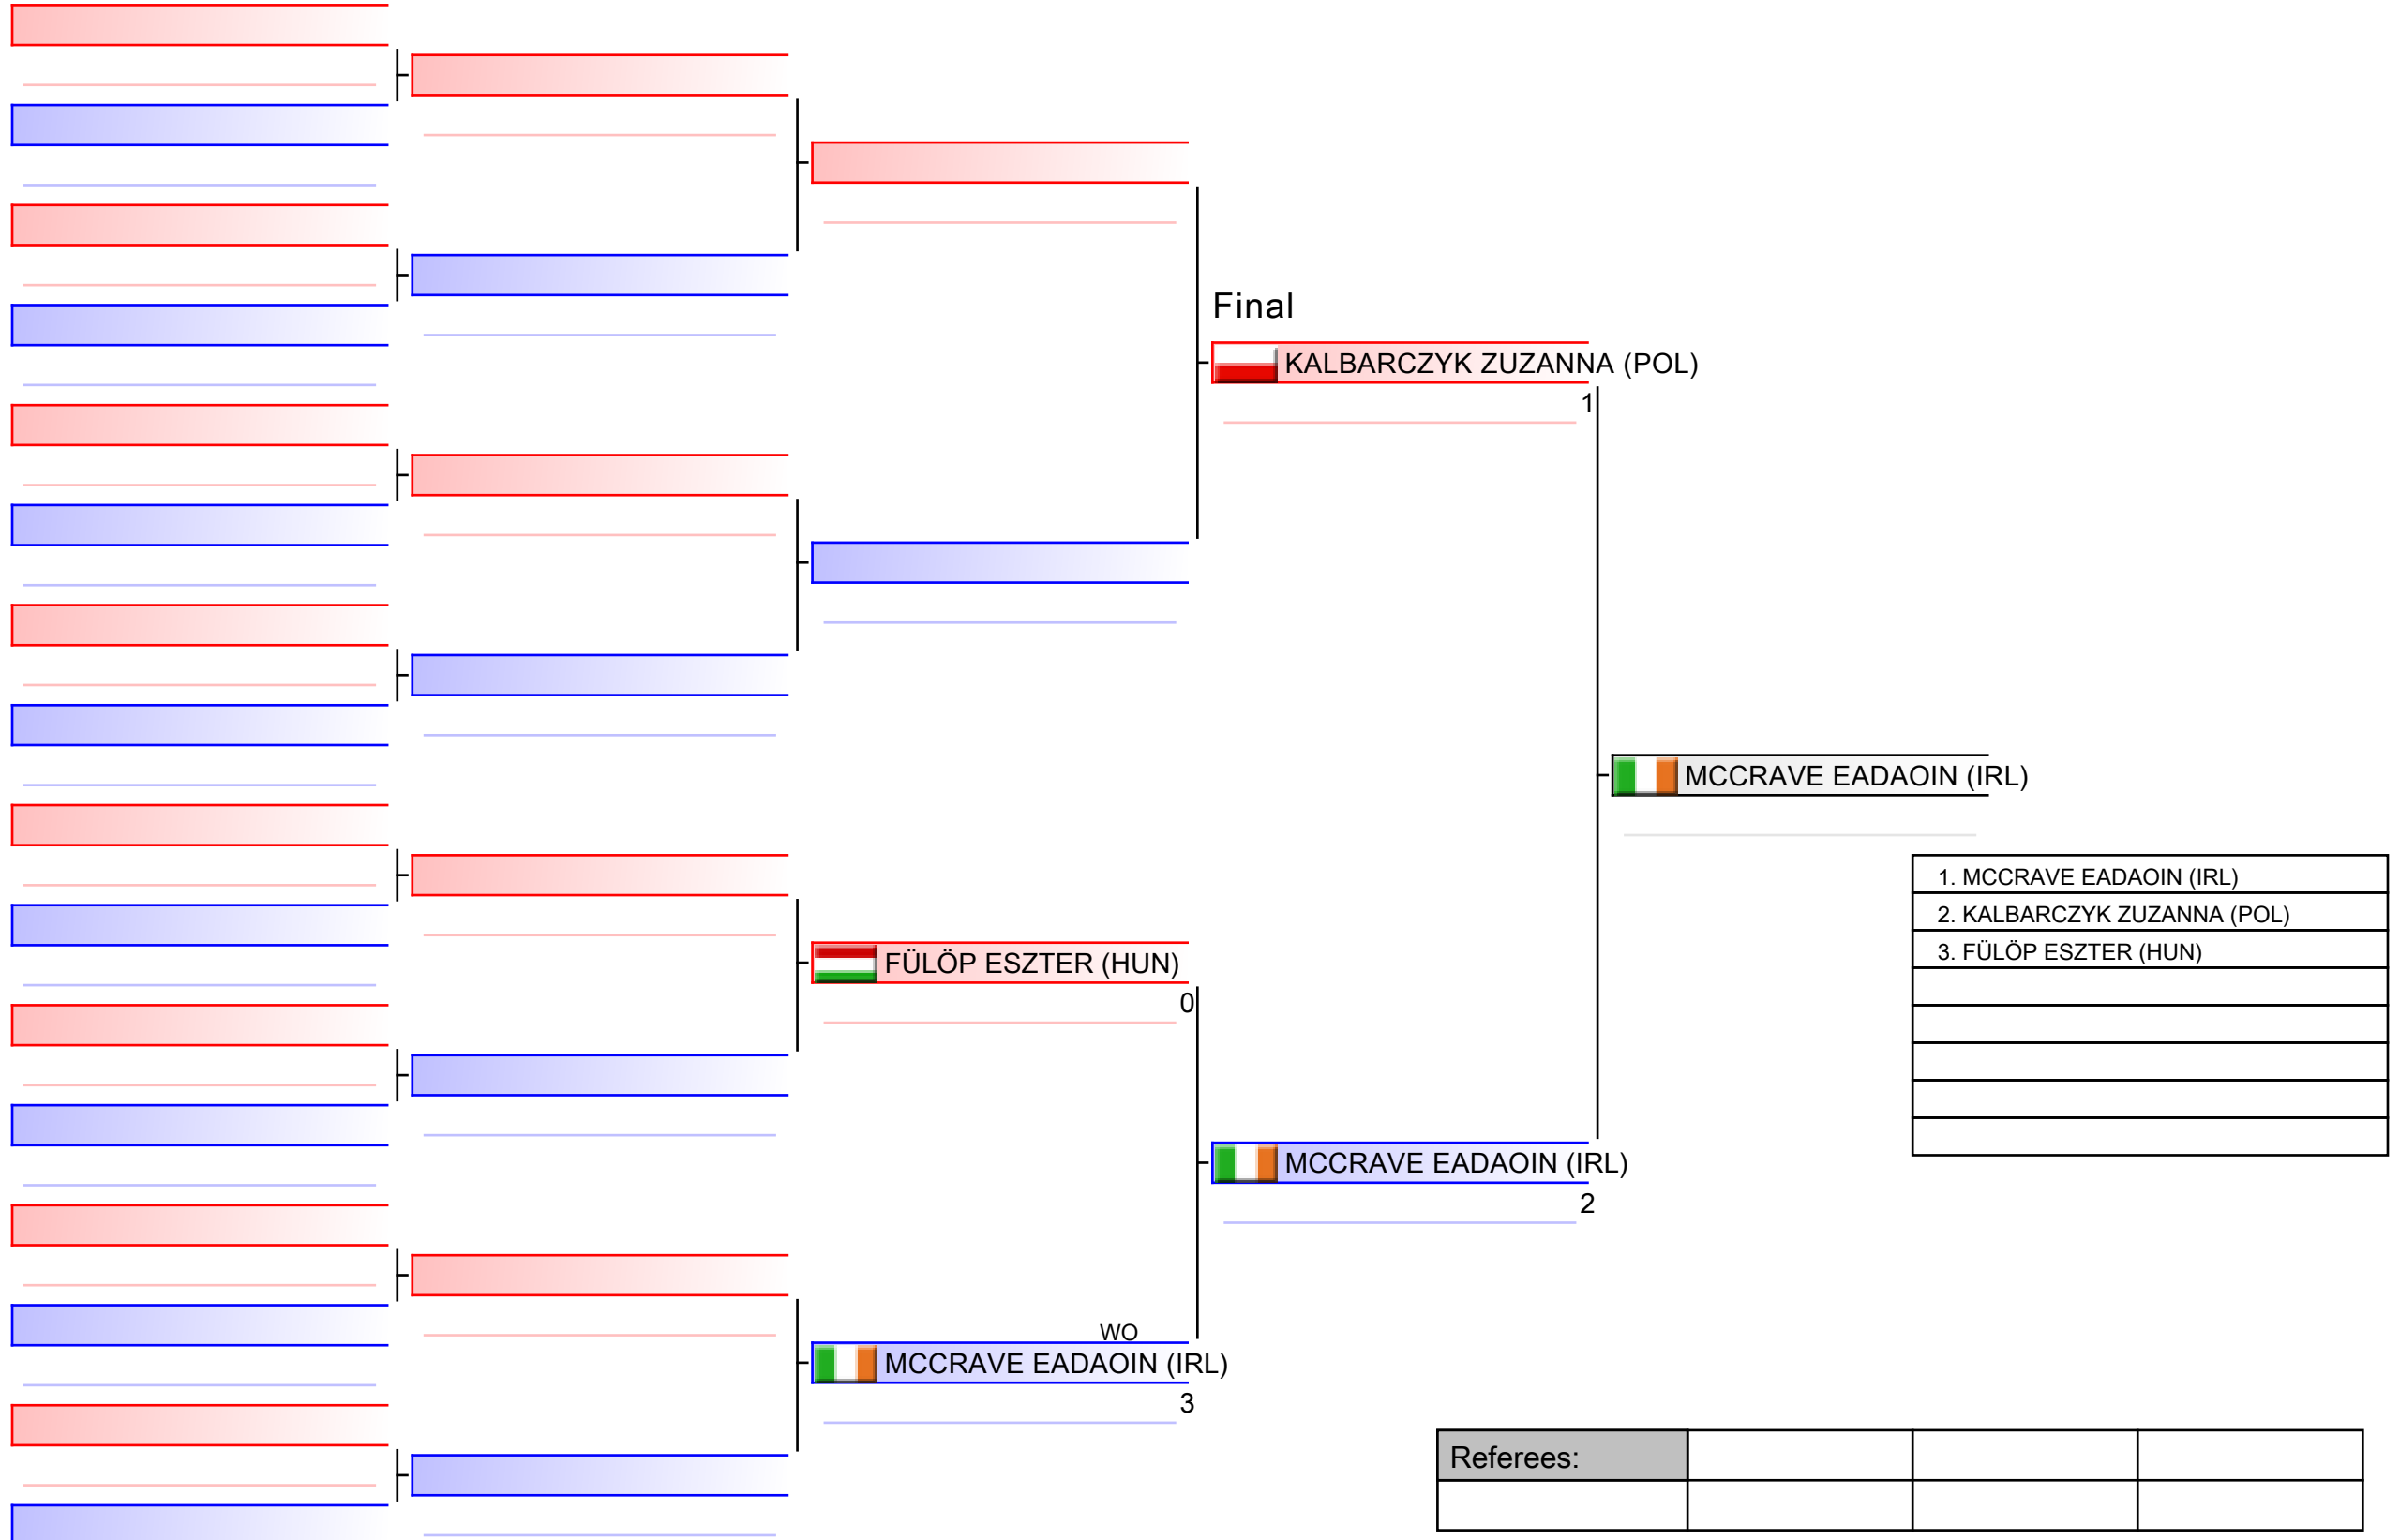 Final
KALBARCZYK ZUZANNA (POL)
1
MCCRAVE EADAOIN (IRL)
1. MCCRAVE EADAOIN (IRL)
2. KALBARCZYK ZUZANNA (POL)
3. FÜLÖP ESZTER (HUN)
FÜLÖP ESZTER (HUN)
0
MCCRAVE EADAOIN (IRL)
2
WO
MCCRAVE EADAOIN (IRL)
3
Referees: